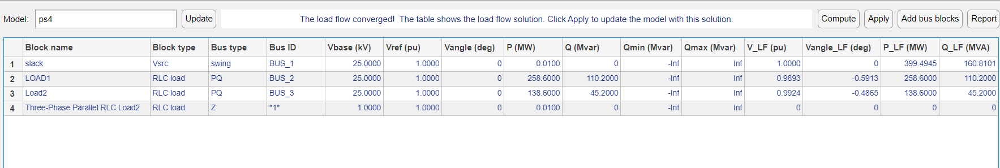 Model: ps4 Update The load flow converged! The table shows the load flow solution. Click Apply to update the model with this solution. Compute Apply Add bus blocks Report
Block name Block type Bus type Bus ID Vbase (kV) Vref (pu) Vangle (deg) P (MW) Q (Mvar) Qmin (Mvar) Qmax (Mvar) V_LF (pu) Vangle_LF (deg) P_LF (MW) Q_LF (MVA)
1 slack Vsrc swing BUS_1 25.0000 1.0000 0 0.0100 0 -Inf Inf 1.0000 0 399.4945 160.8101
2 LOAD1 RLC load PQ BUS_2 25.0000 1.0000 0 258.6000 110.2000 -Inf Inf 0.9893 -0.5913 258.6000 110.2000
3 Load2 RLC load PQ BUS_3 25.0000 1.0000 0 138.6000 45.2000 -Inf Inf 0.9924 -0.4865 138.6000 45.2000
4 Three-Phase Parallel RLC Load2 RLC load Z *1* 1.0000 1.0000 0 0.0100 0 -Inf Inf 0 0 0 0